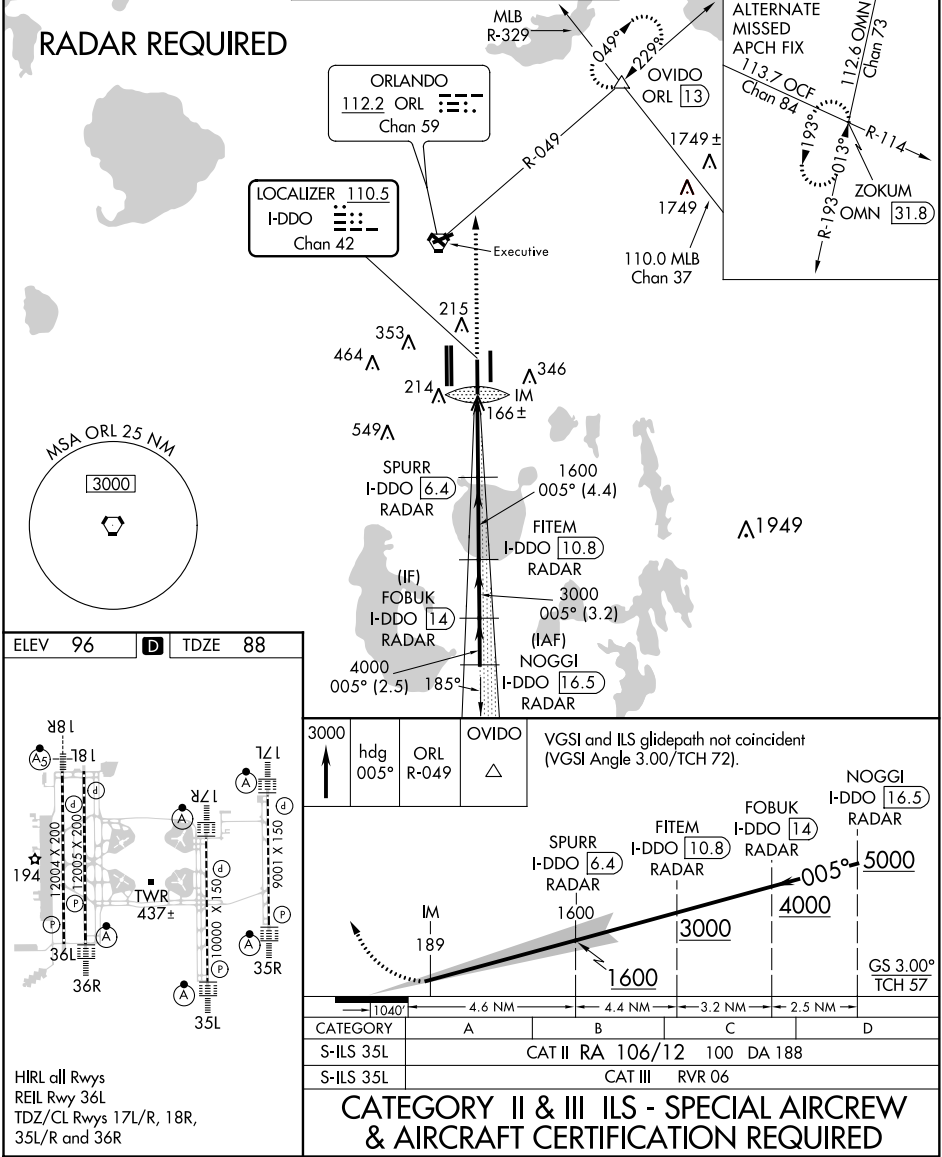 RADAR REQUIRED
MLB
R-329
049°
229°
OVIDO
ORL 13
ALTERNATE
MISSED
APCH FIX
112.6 OMN
Chan 73
113.7 OCF
Chan 84
R-114
193°
013°
R-193
ZOKUM
OMN 31.8
ORLANDO
112.2 ORL
Chan 59
R-049
1749 ±
1749
110.0 MLB
Chan 37
LOCALIZER 110.5
I-DDO
Chan 42
Executive
215
353
464
346
214
IM
166 ±
549
MSA ORL 25 NM
3000
SPURR
I-DDO 6.4
RADAR
1600
005° (4.4)
FITEM
I-DDO 10.8
RADAR
1949
(IF)
FOBUK
I-DDO 14
RADAR
3000
005° (3.2)
(IAF)
NOGGI
I-DDO 16.5
RADAR
4000
005° (2.5)
185°
ELEV 96 D TDZE 88
18R
18L
17L
17R
A5
A
A
P
P
P
P
P
P
P
12004 X 200
12005 X 200
10000 X 150
9001 X 150
194
TWR
437±
A
A
A
36L
36R
35R
35L
HIRL all Rwys
REIL Rwy 36L
TDZ/CL Rwys 17L/R, 18R,
35L/R and 36R
3000
hdg
005°
ORL
R-049
OVIDO
VGSI and ILS glidepath not coincident
(VGSI Angle 3.00/TCH 72).
NOGGI
I-DDO 16.5
RADAR
FOBUK
I-DDO 14
RADAR
FITEM
I-DDO 10.8
RADAR
SPURR
I-DDO 6.4
RADAR
005°
5000
4000
3000
1600
1600
IM
189
GS 3.00°
TCH 57
1040'
4.6 NM
4.4 NM
3.2 NM
2.5 NM
CATEGORY A B C D
S-ILS 35L CAT II RA 106/12 100 DA 188
S-ILS 35L CAT III RVR 06
CATEGORY II & III ILS - SPECIAL AIRCREW
& AIRCRAFT CERTIFICATION REQUIRED